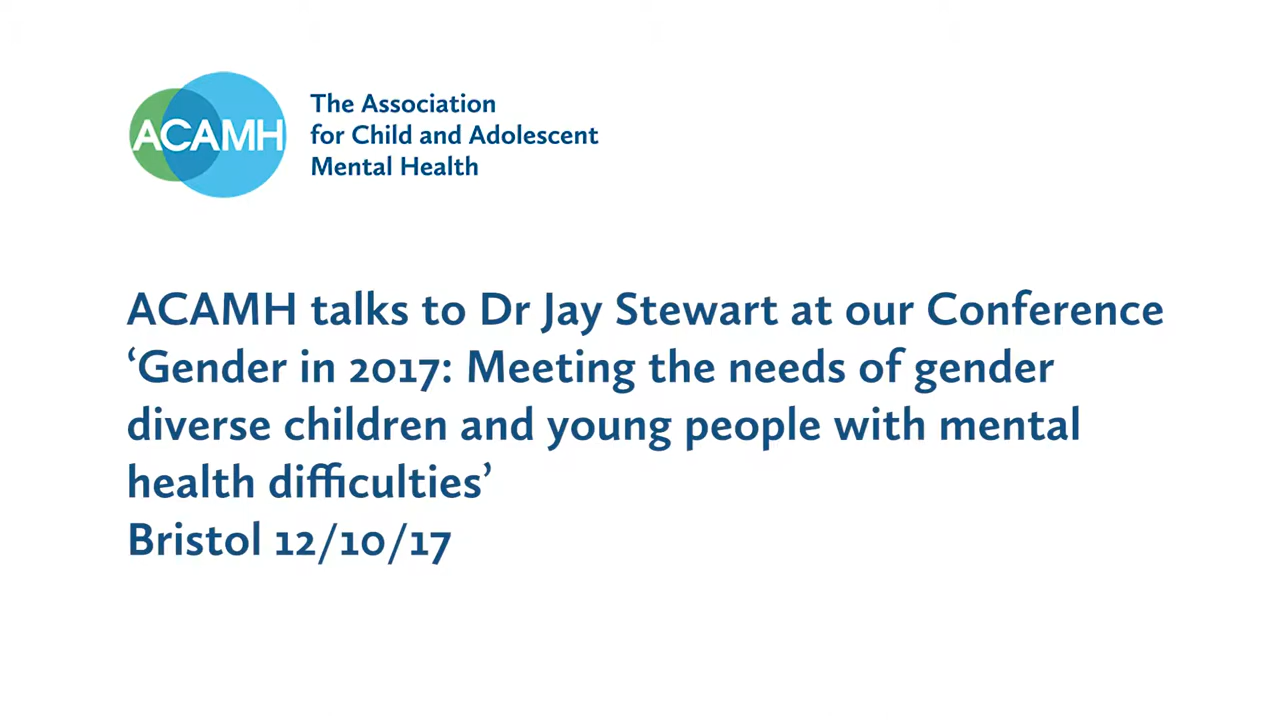 ACAMH
The Association
for Child and Adolescent
Mental Health
ACAMH talks to Dr Jay Stewart at our Conference
‘Gender in 2017: Meeting the needs of gender
diverse children and young people with mental
health difficulties’
Bristol 12/10/17